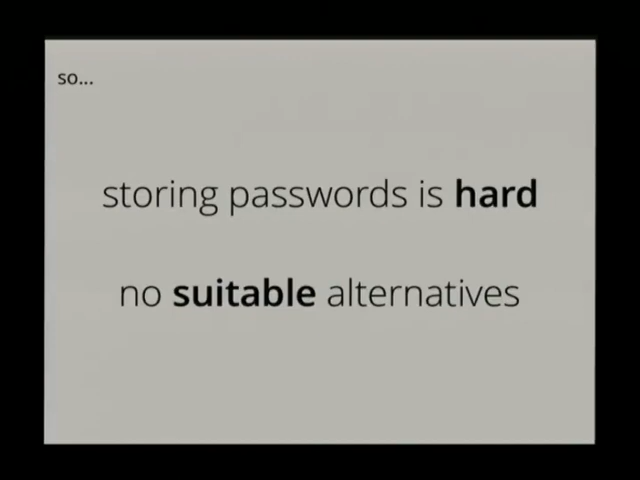 so...
storing passwords is hard
no suitable alternatives